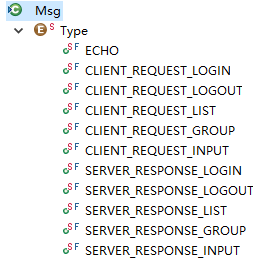 Msg
Type
ECHO
CLIENT_REQUEST_LOGIN
CLIENT_REQUEST_LOGOUT
CLIENT_REQUEST_LIST
CLIENT_REQUEST_GROUP
CLIENT_REQUEST_INPUT
SERVER_RESPONSE_LOGIN
SERVER_RESPONSE_LOGOUT
SERVER_RESPONSE_LIST
SERVER_RESPONSE_GROUP
SERVER_RESPONSE_INPUT